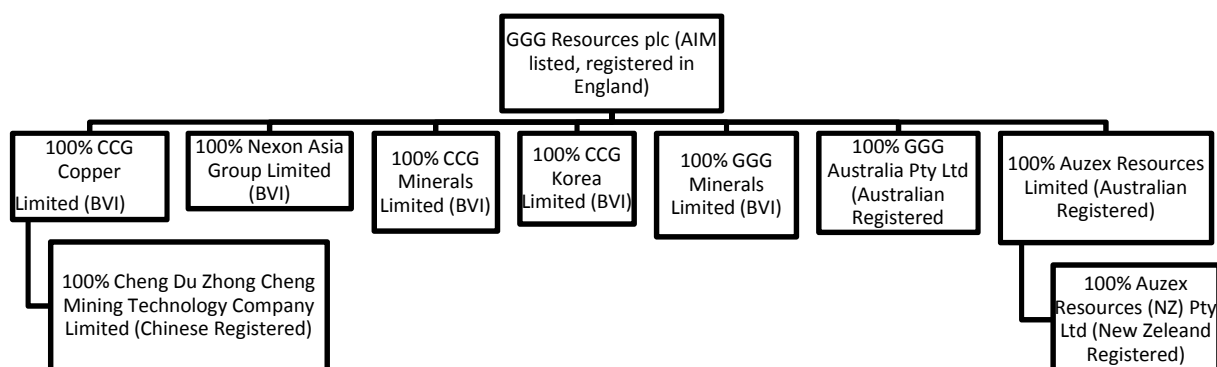 GGG Resources plc (AIM
listed, registered in
England)
100% CCG
Copper
Limited (BVI)
100% Nexon Asia
Group Limited
(BVI)
100% CCG
Minerals
Limited (BVI)
100% CCG
Korea
Limited (BVI)
100% GGG
Minerals
Limited (BVI)
100% GGG
Australia Pty Ltd
(Australian
Registered
100% Auzex Resources
Limited (Australian
Registered)
100% Cheng Du Zhong Cheng
Mining Technology Company
Limited (Chinese Registered)
100% Auzex
Resources (NZ) Pty
Ltd (New Zeleand
Registered)